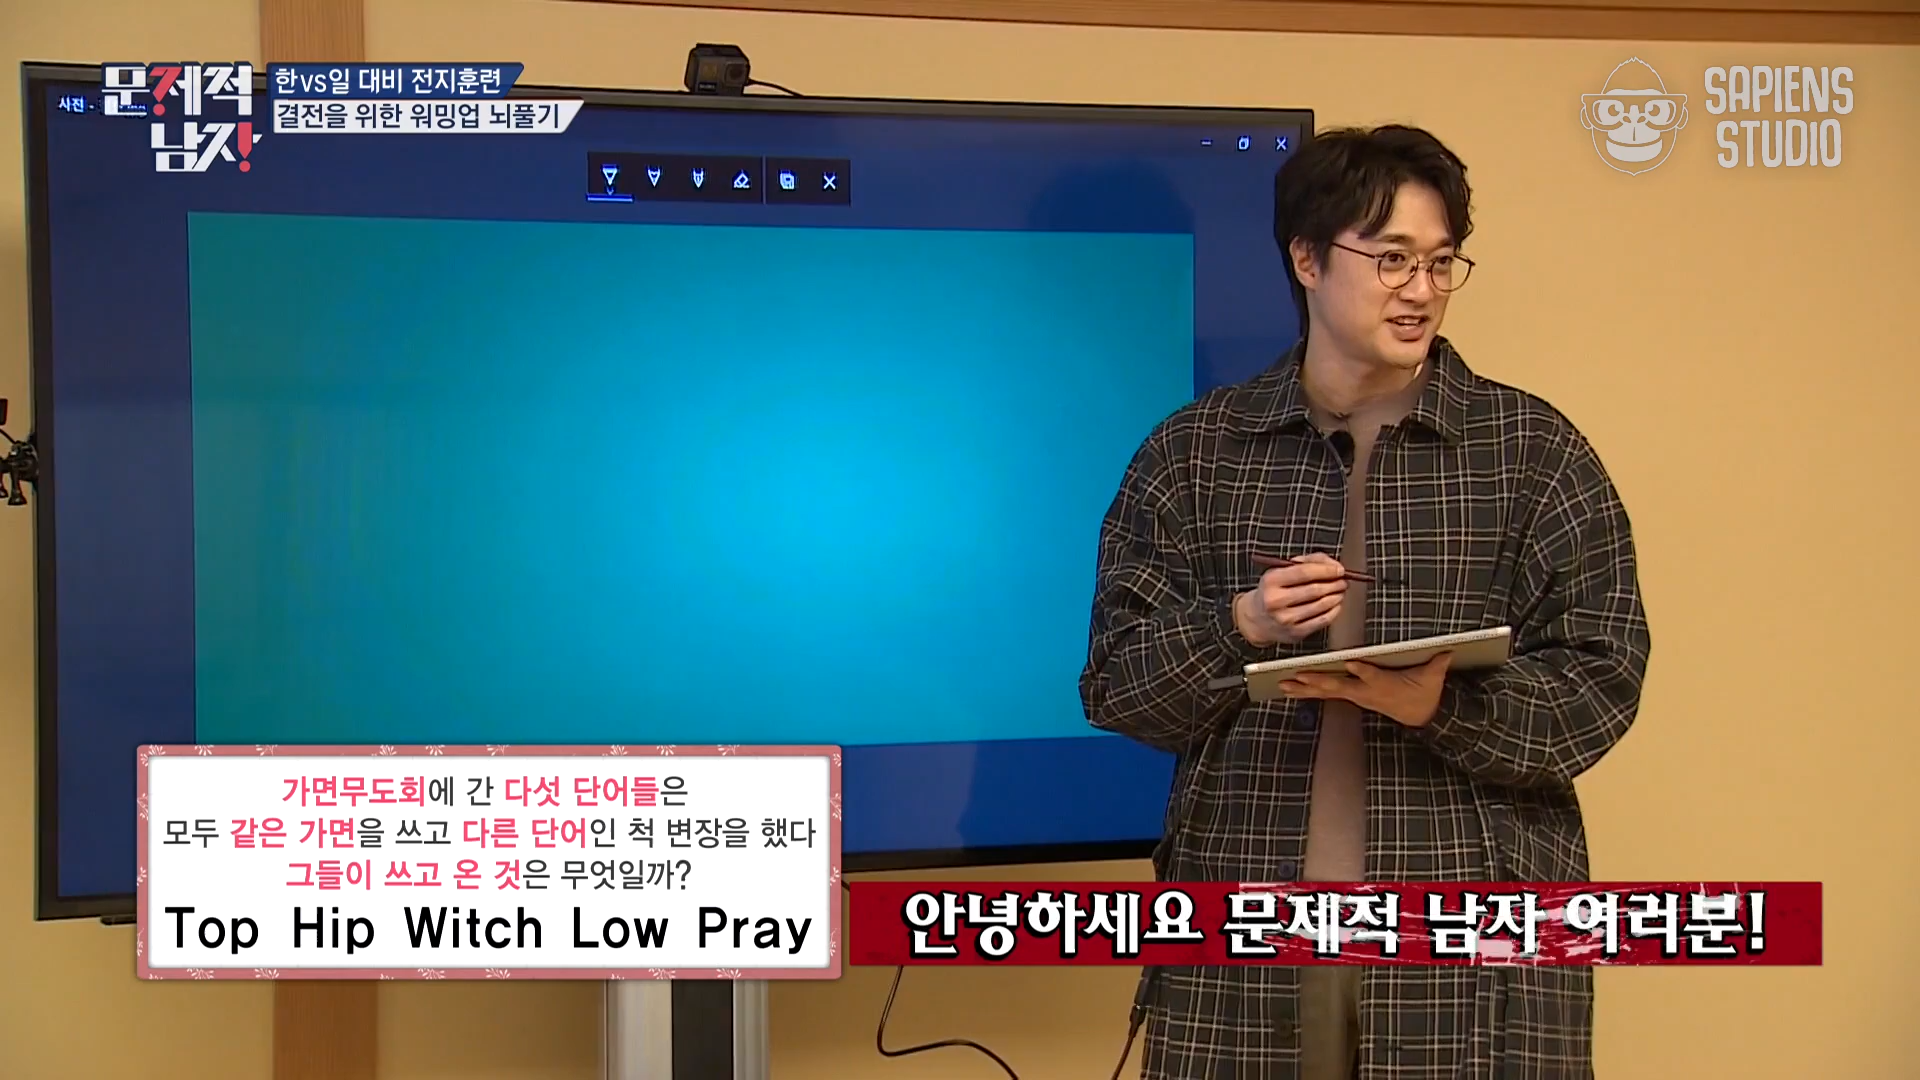 문제적
남자
한vs일 대비 전지훈련
결전을 위한 워밍업 뇌풀기
SAPIENS
STUDIO
사진 -
가면무도회에 간 다섯 단어들은
모두 같은 가면을 쓰고 다른 단어인 척 변장을 했다
그들이 쓰고 온 것은 무엇일까?
Top Hip Witch Low Pray
안녕하세요 문제적 남자 여러분!